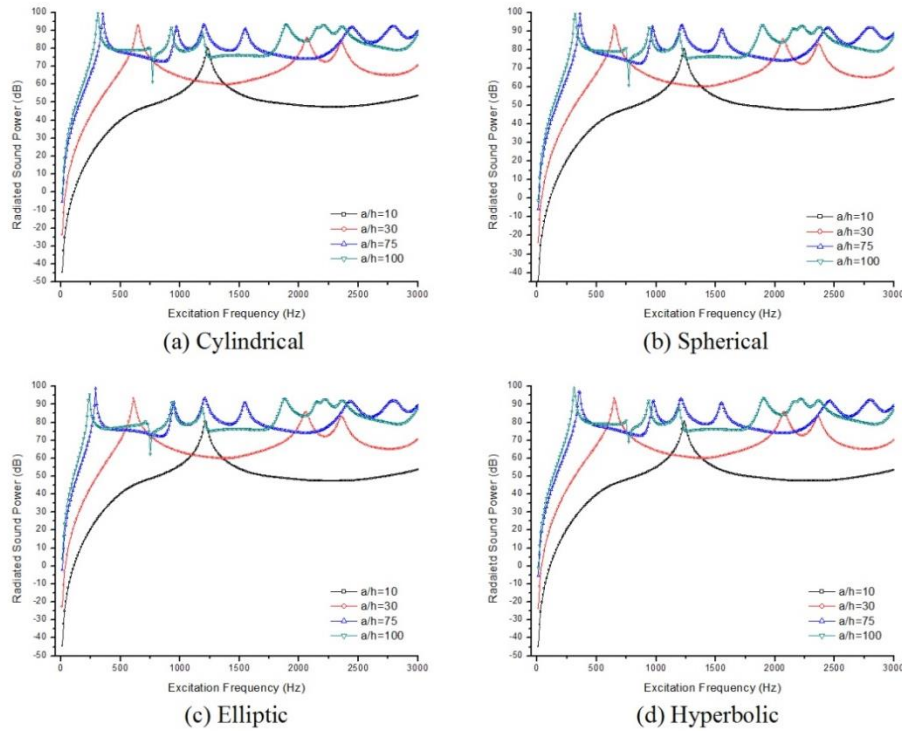 100
90
80
70
60
50
40
30
20
10
0
-10
-20
-30
-40
-50
Radiated Sound Power (dB)
a/h=10
a/h=30
a/h=75
a/h=100
0 500 1000 1500 2000 2500 3000
Excitation Frequency (Hz)
(a) Cylindrical
100
90
80
70
60
50
40
30
20
10
0
-10
-20
-30
-40
Radiated Sound Power (dB)
a/h=10
a/h=30
a/h=75
a/h=100
0 500 1000 1500 2000 2500 3000
Excitation Frequency (Hz)
(b) Spherical
100
90
80
70
60
50
40
30
20
10
0
-10
-20
-30
-40
-50
Radiated Sound Power (dB)
a/h=10
a/h=30
a/h=75
a/h=100
0 500 1000 1500 2000 2500 3000
Excitation Frequency (Hz)
(c) Elliptic
100
90
80
70
60
50
40
30
20
10
0
-10
-20
-30
-40
-50
Radaietd Sound Power (dB)
a/h=10
a/h=30
a/h=75
a/h=100
0 500 1000 1500 2000 2500 3000
Excitation Frequency (Hz)
(d) Hyperbolic